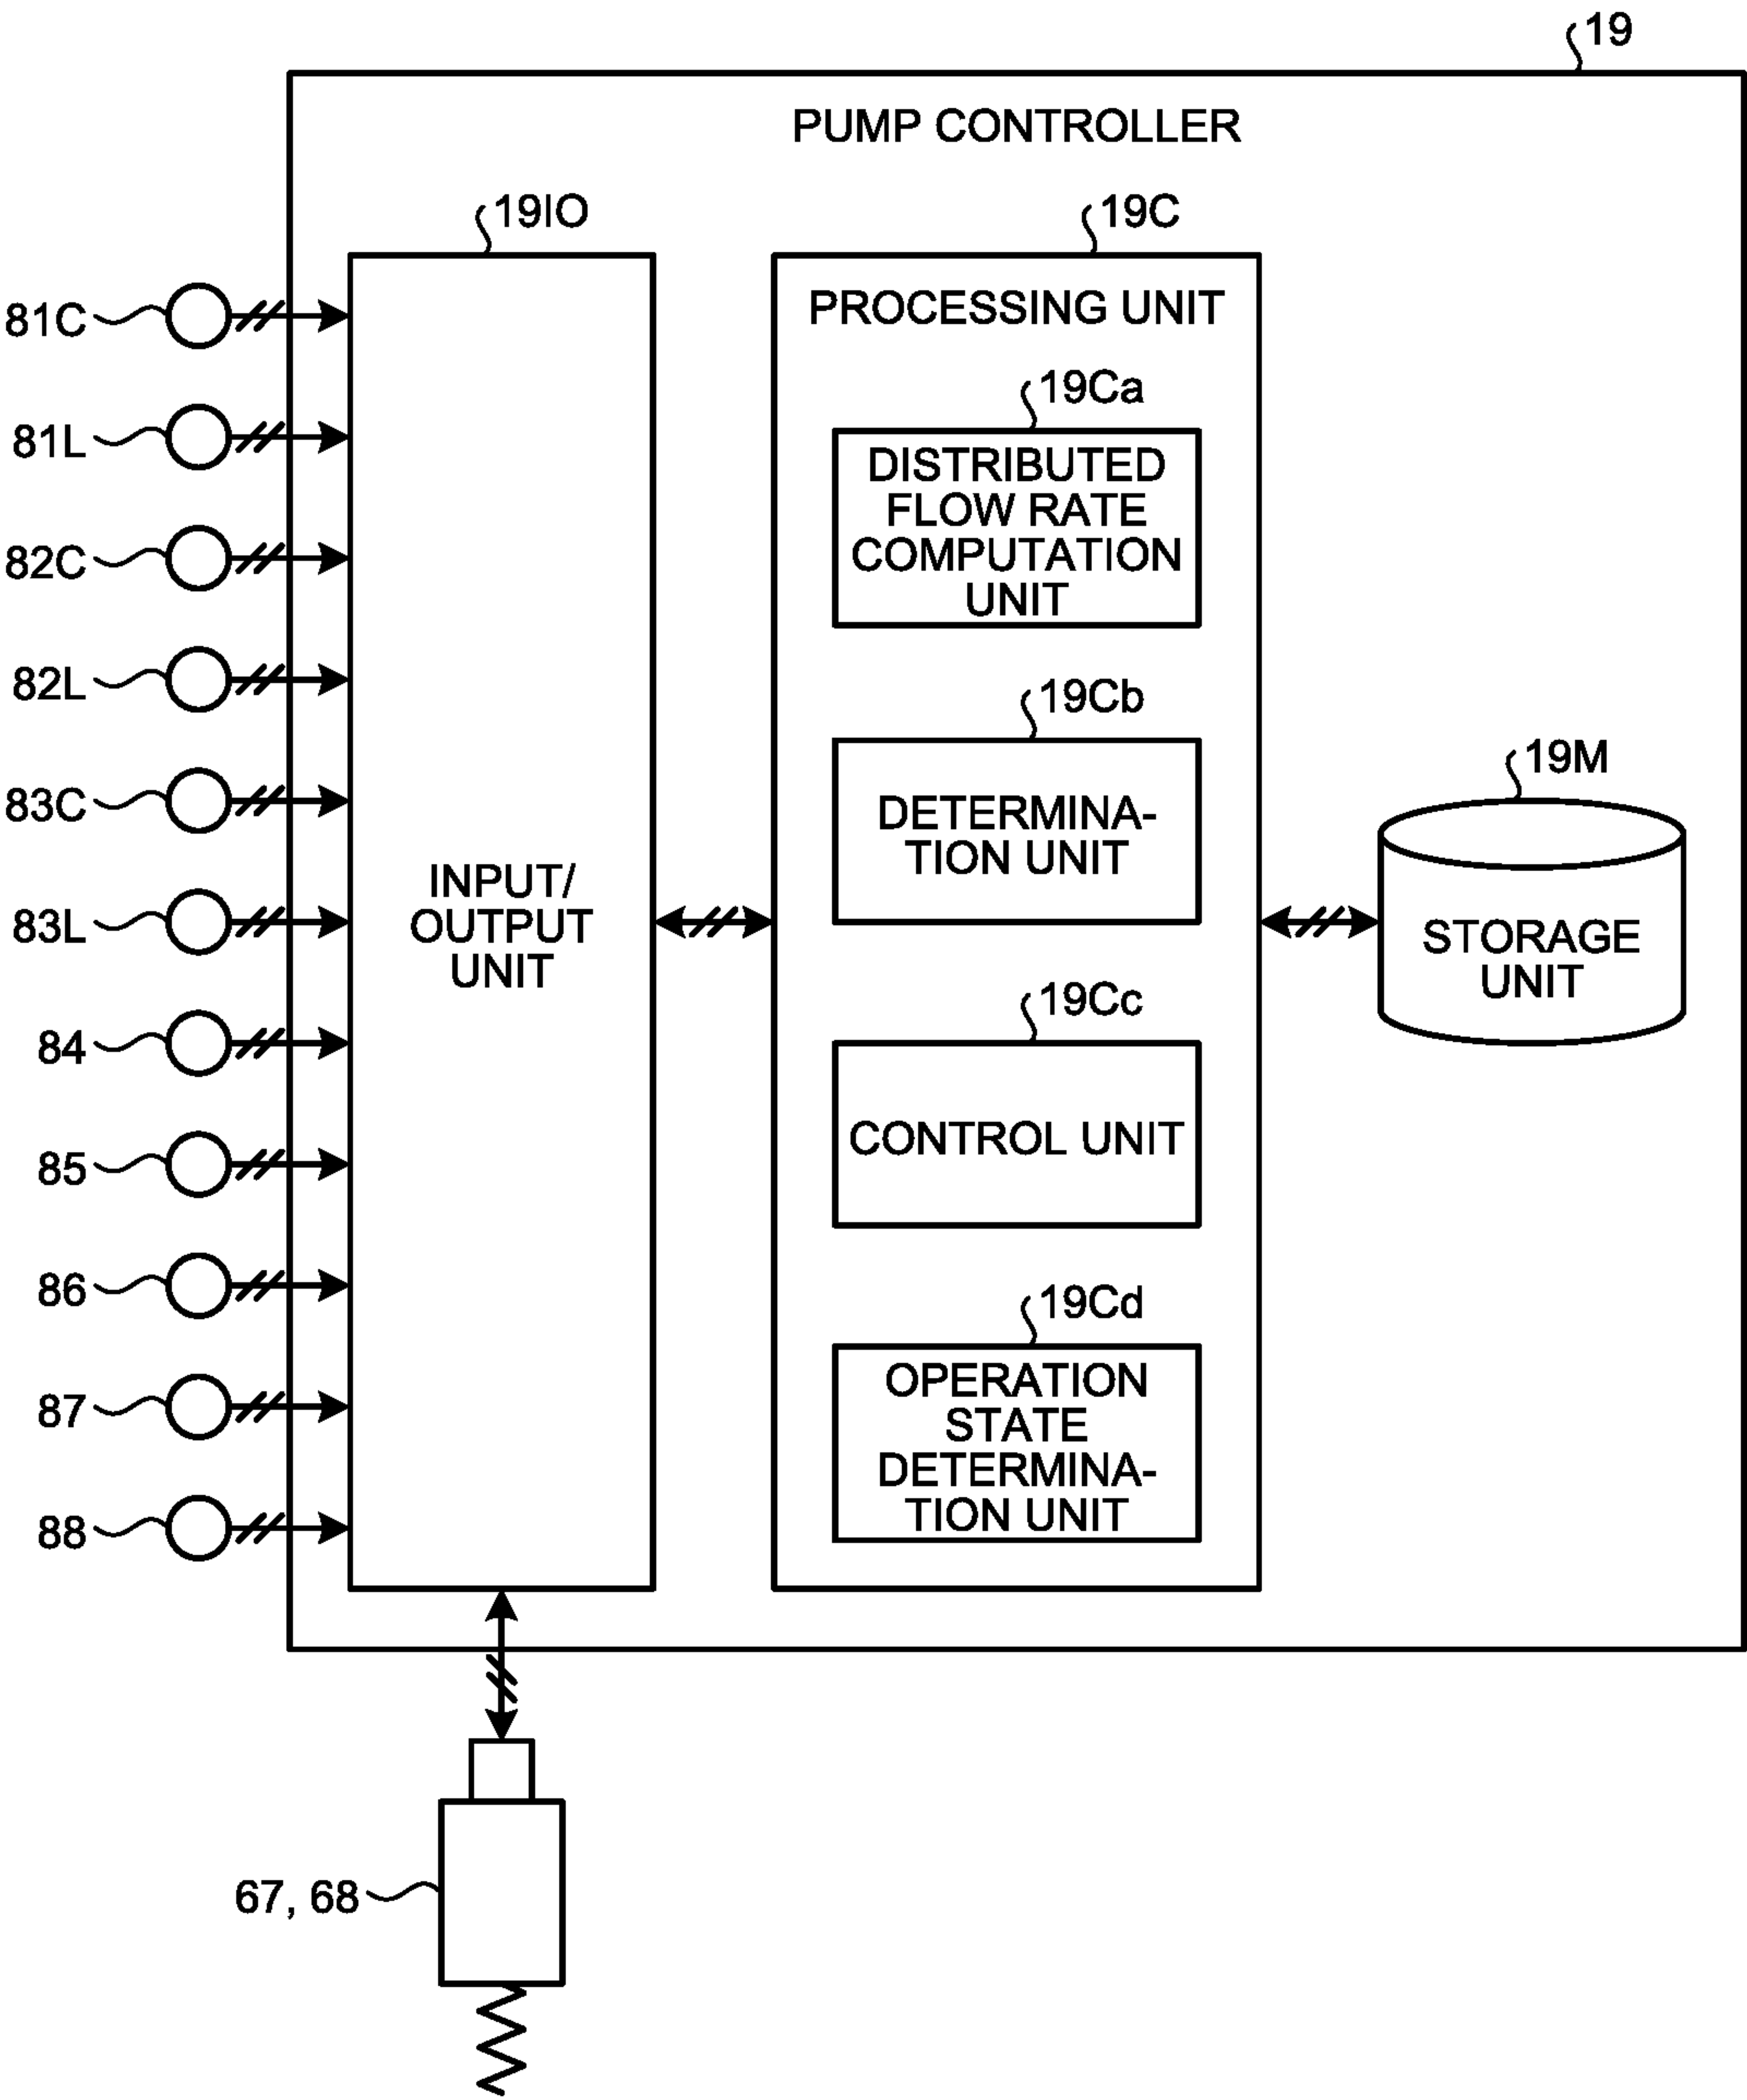 19
PUMP CONTROLLER
19IO
19C
81C
81L
82C
82L
83C
83L
84
85
86
87
88
INPUT/
OUTPUT
UNIT
PROCESSING UNIT
19Ca
DISTRIBUTED
FLOW RATE
COMPUTATION
UNIT
19Cb
DETERMINA-
TION UNIT
19Cc
CONTROL UNIT
19Cd
OPERATION
STATE
DETERMINA-
TION UNIT
19M
STORAGE
UNIT
67, 68